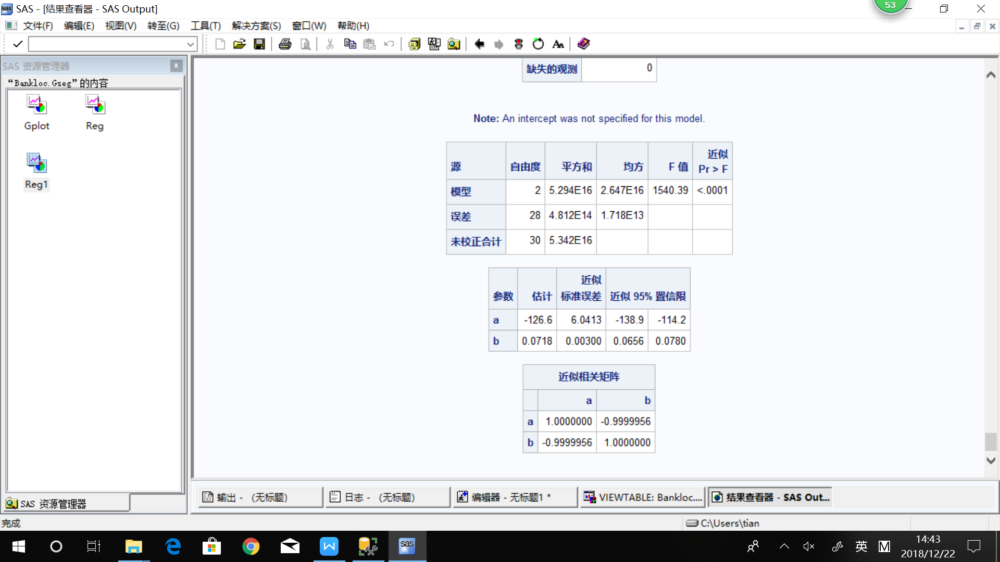 SAS - [结果查看器 - SAS Output]
53
文件(F) 编辑(E) 视图(V) 转至(G) 工具(T) 解决方案(S) 窗口(W) 帮助(H)
SAS 资源管理器
“Bankloc.Gseg”的内容
Gplot Reg
Reg1
缺失的观测 0
Note: An intercept was not specified for this model.
源 自由度 平方和 均方 F 值 近似 Pr > F
模型 2 5.294E16 2.647E16 1540.39 <.0001
误差 28 4.812E14 1.718E13
未校正合计 30 5.342E16
参数 估计 近似 标准误差 近似 95% 置信限
a -126.6 6.0413 -138.9 -114.2
b 0.0718 0.00300 0.0656 0.0780
近似相关矩阵
a b
a 1.0000000 -0.9999956
b -0.9999956 1.0000000
SAS 资源管理器
输出 - (无标题) 日志 - (无标题) 编辑器 - 无标题1 * VIEWTABLE: Bankloc.... 结果查看器 - SAS Out...
完成
C:\Users\tian
sas
英
M
14:43
2018/12/22